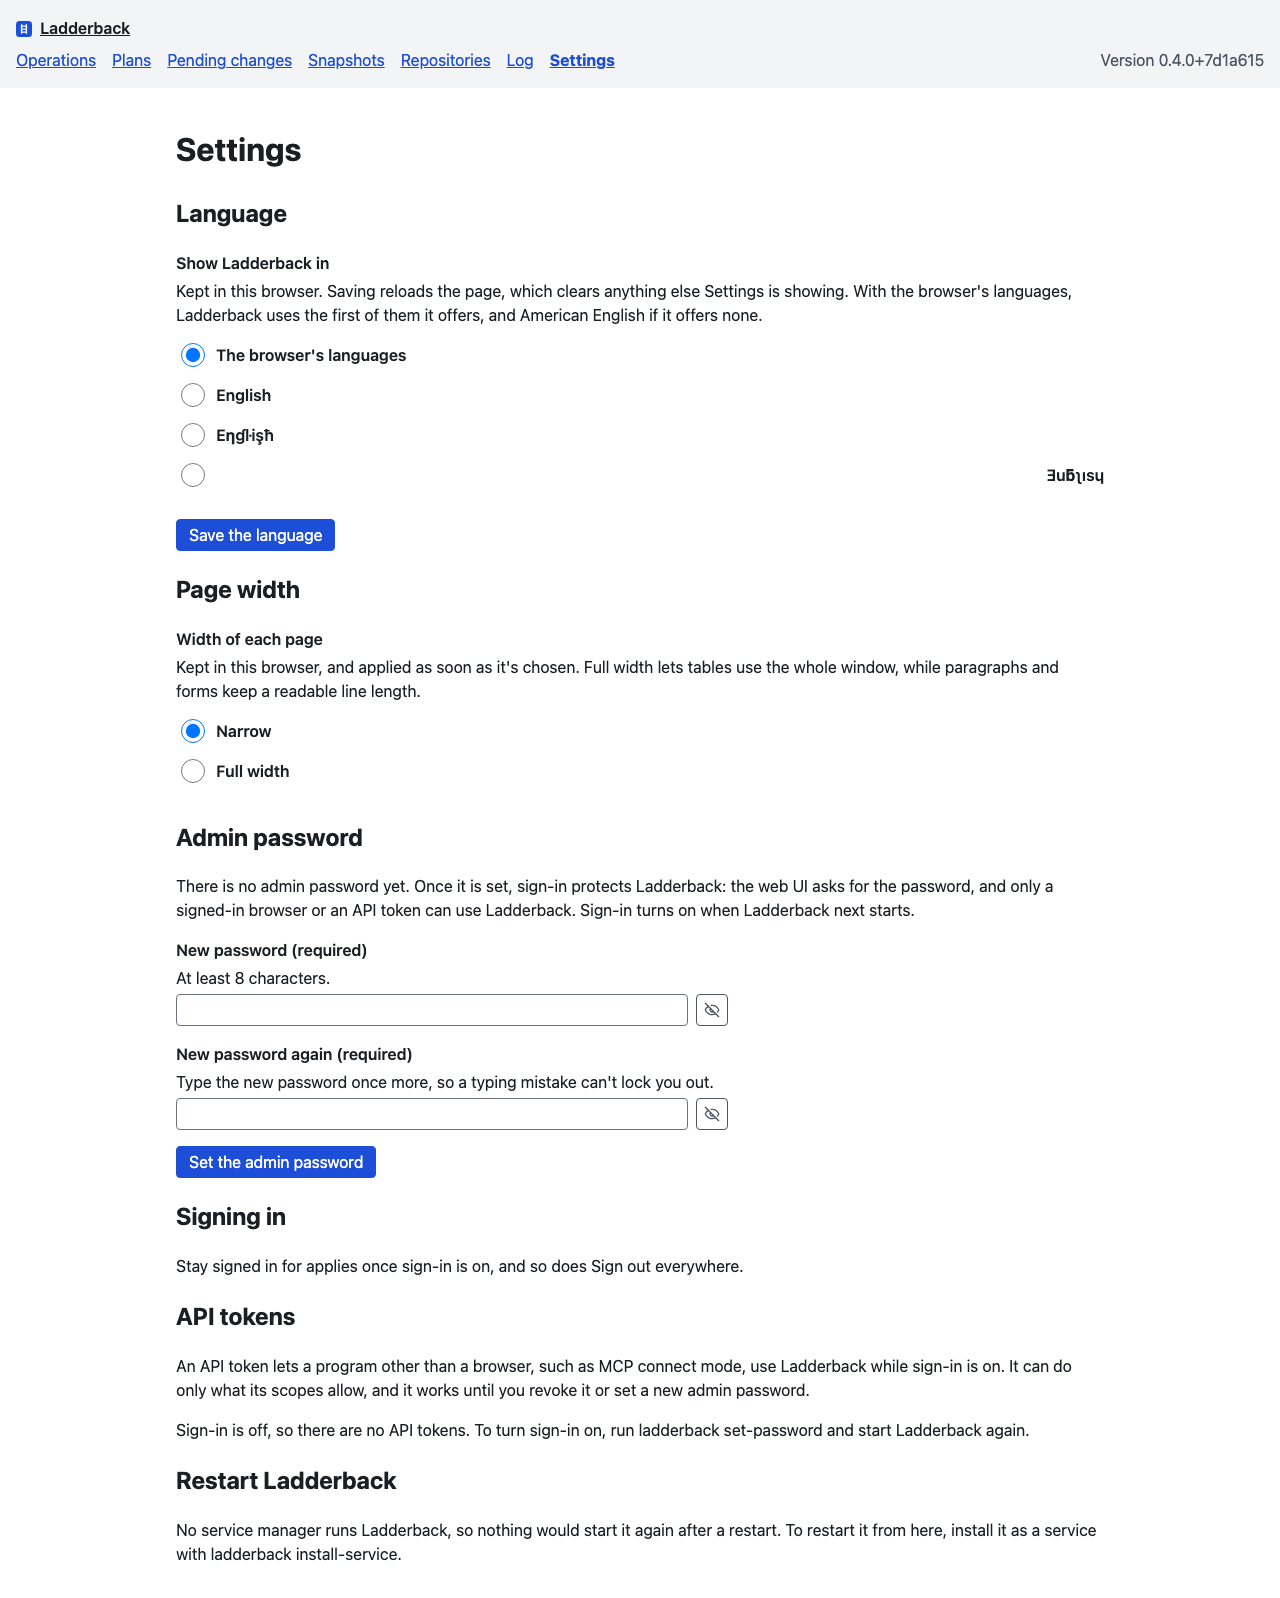 Ladderback
Operations Plans Pending changes Snapshots Repositories Log Settings Version 0.4.0+7d1a615
Settings
Language
Show Ladderback in
Kept in this browser. Saving reloads the page, which clears anything else Settings is showing. With the browser's languages,
Ladderback uses the first of them it offers, and American English if it offers none.
The browser's languages
English
Eƞɠŀişħ
Save the language
Page width
Width of each page
Kept in this browser, and applied as soon as it's chosen. Full width lets tables use the whole window, while paragraphs and
forms keep a readable line length.
Narrow
Full width
Admin password
There is no admin password yet. Once it is set, sign-in protects Ladderback: the web UI asks for the password, and only a
signed-in browser or an API token can use Ladderback. Sign-in turns on when Ladderback next starts.
New password (required)
At least 8 characters.
New password again (required)
Type the new password once more, so a typing mistake can't lock you out.
Set the admin password
Signing in
Stay signed in for applies once sign-in is on, and so does Sign out everywhere.
API tokens
An API token lets a program other than a browser, such as MCP connect mode, use Ladderback while sign-in is on. It can do
only what its scopes allow, and it works until you revoke it or set a new admin password.
Sign-in is off, so there are no API tokens. To turn sign-in on, run ladderback set-password and start Ladderback again.
Restart Ladderback
No service manager runs Ladderback, so nothing would start it again after a restart. To restart it from here, install it as a service
with ladderback install-service.